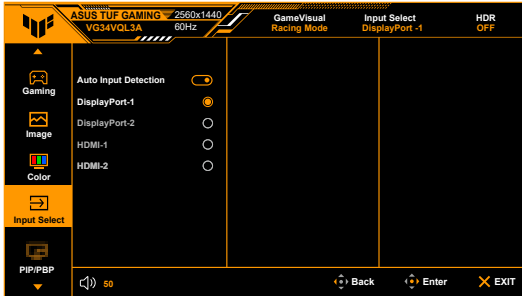 ASUS TUF GAMING 2560x1440
VG34VQL3A 60Hz
GameVisual
Racing Mode
Input Select
DisplayPort -1
HDR
OFF
Gaming
Image
Color
Input Select
PIP/PBP
Auto Input Detection
DisplayPort-1
DisplayPort-2
HDMI-1
HDMI-2
50
Back
Enter
EXIT